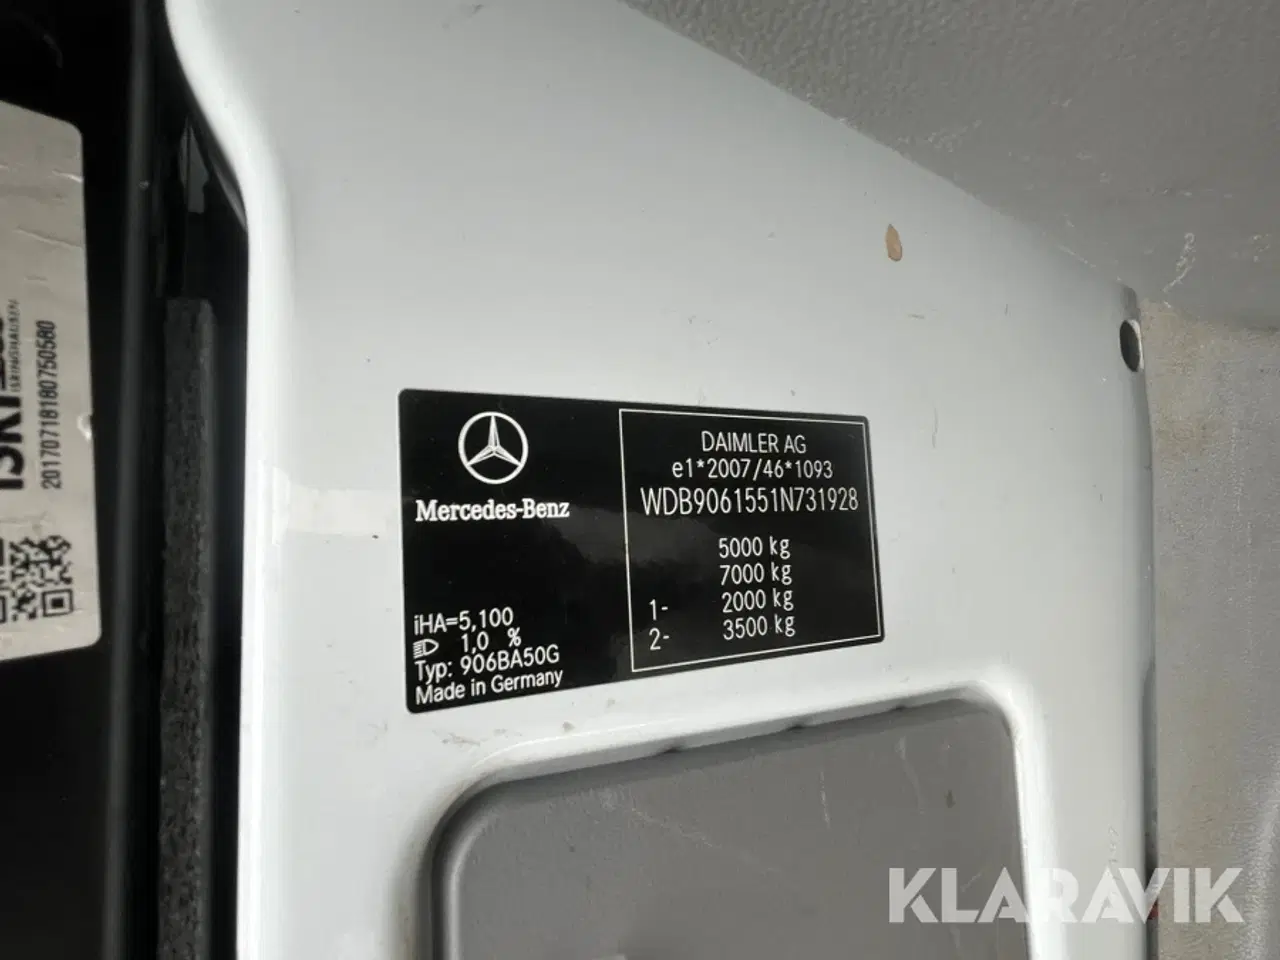 20170718180750580
Mercedes-Benz
iHA=5,100
1,0 %
Typ: 906BA50G
Made in Germany
DAIMLER AG
e1*2007/46*1093
WDB9061551N731928
5000 kg
7000 kg
1- 2000 kg
2- 3500 kg
KLARAVIK